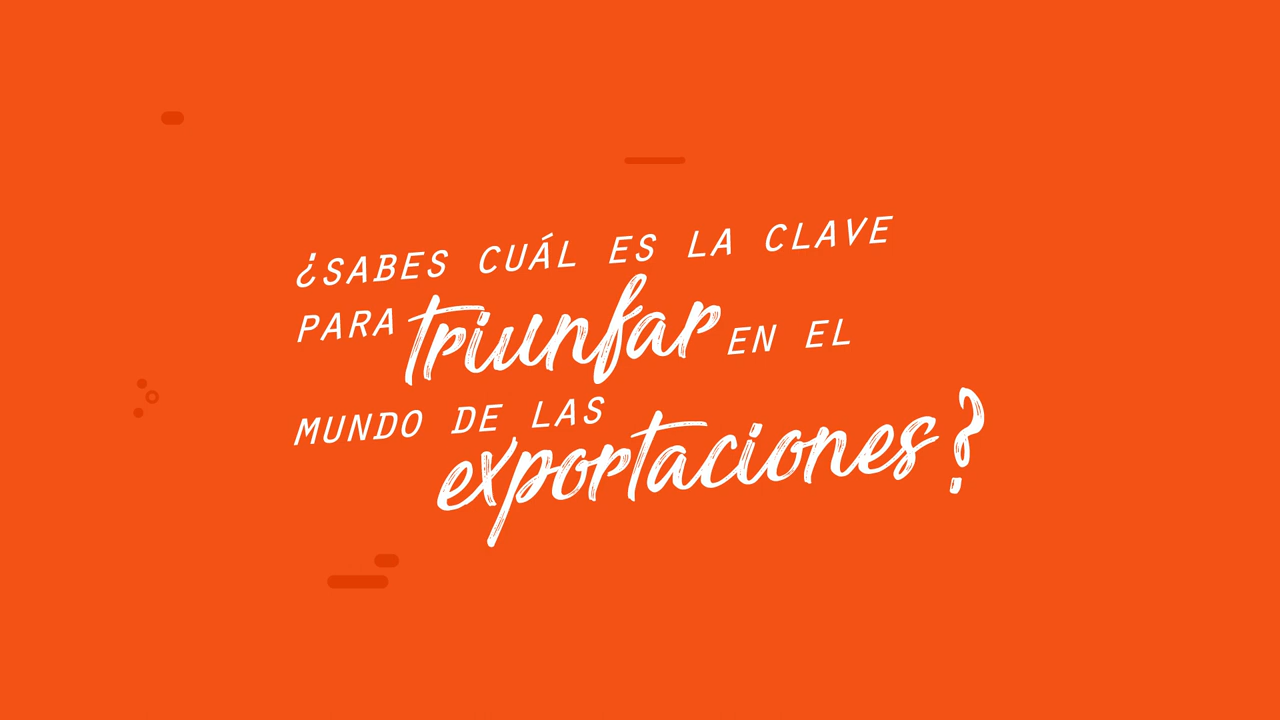 ¿SABES CUÁL ES LA CLAVE
PARA triunfar EN EL
MUNDO DE LAS
exportaciones?